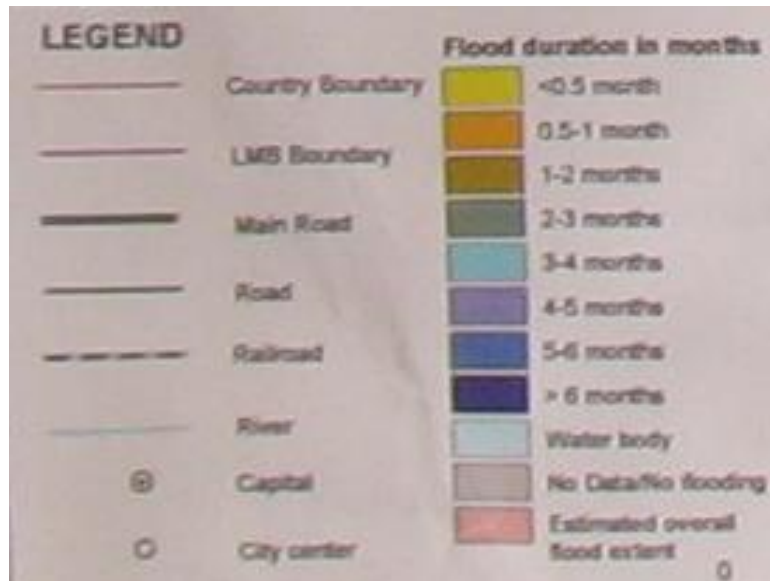 LEGEND
Country Boundary
LMB Boundary
Main Road
Road
Railroad
River
Capital
City center
Flood duration in months
<0.5 month
0.5-1 month
1-2 months
2-3 months
3-4 months
4-5 months
5-6 months
> 6 months
Water body
No Data/No flooding
Estimated overall
flood extent
0